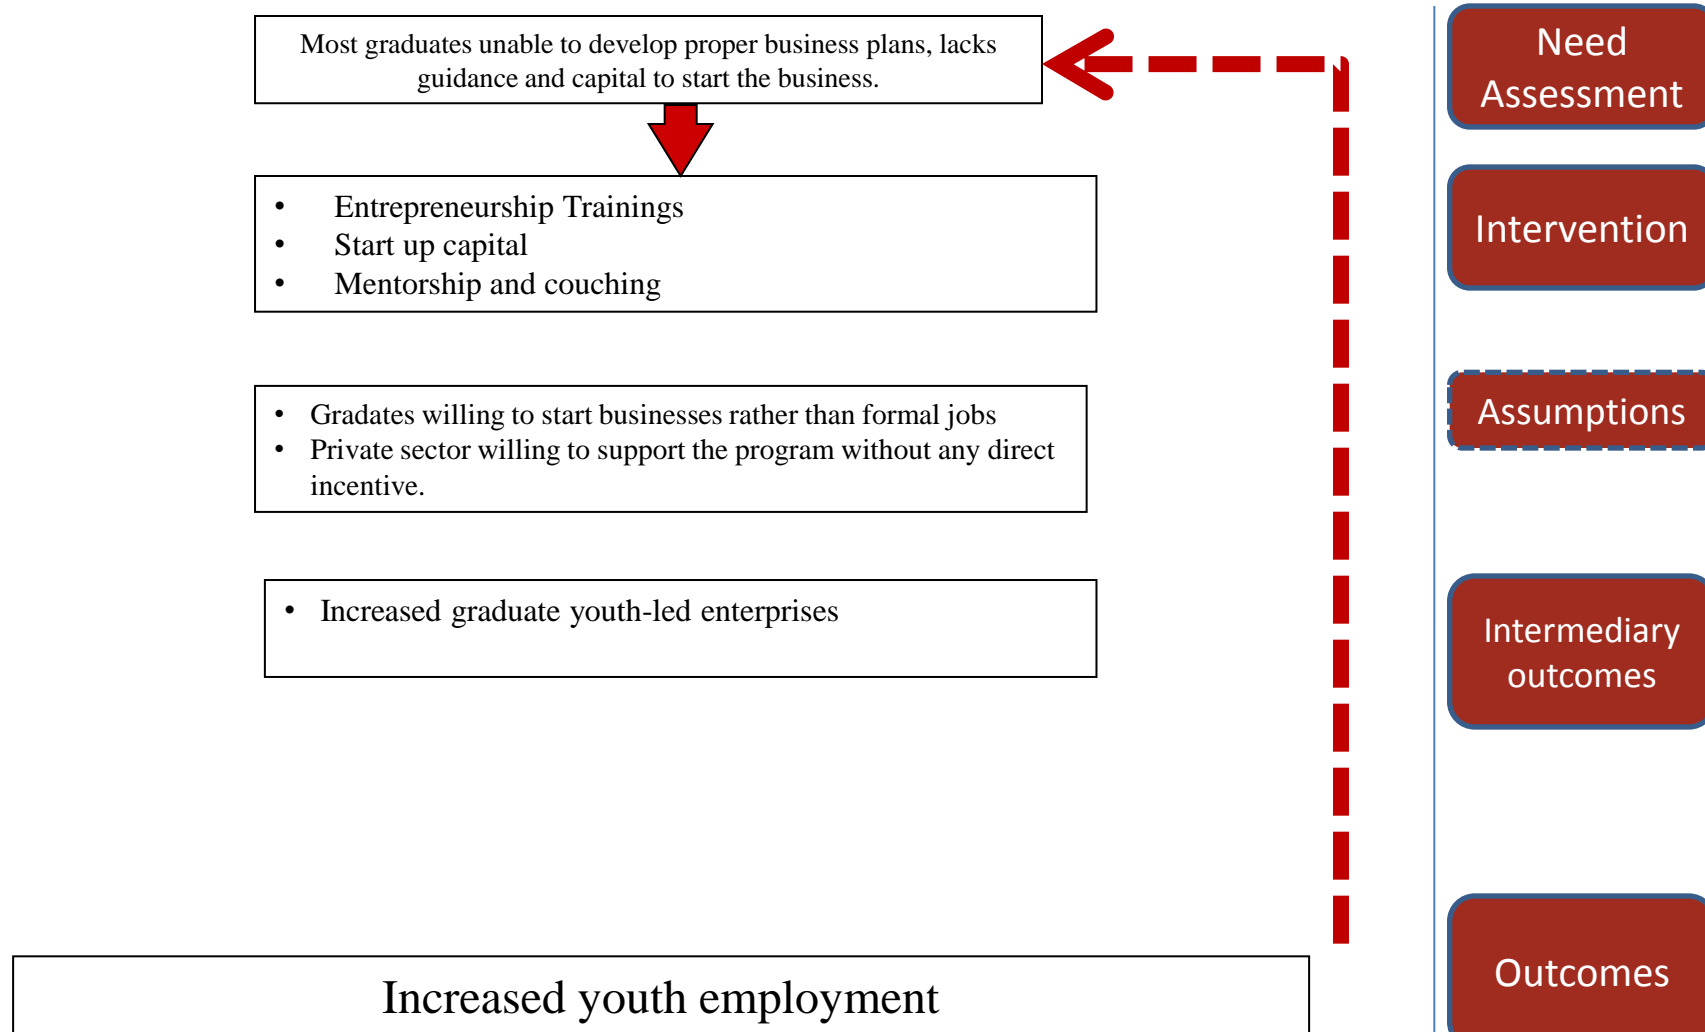 Most graduates unable to develop proper business plans, lacks
guidance and capital to start the business.
Need
Assessment
• Entrepreneurship Trainings
• Start up capital
• Mentorship and couching
Intervention
• Gradates willing to start businesses rather than formal jobs
• Private sector willing to support the program without any direct
incentive.
Assumptions
• Increased graduate youth-led enterprises
Intermediary
outcomes
Increased youth employment
Outcomes